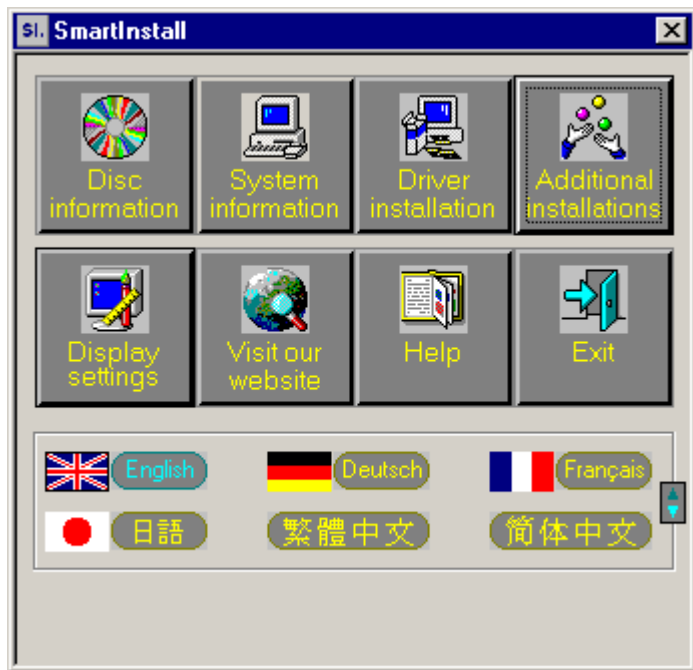 SI. SmartInstall
Disc
information
System
information
Driver
installation
Additional
installations
Display
settings
Visit our
website
Help
Exit
English
Deutsch
Français
日語
繁體中文
简体中文